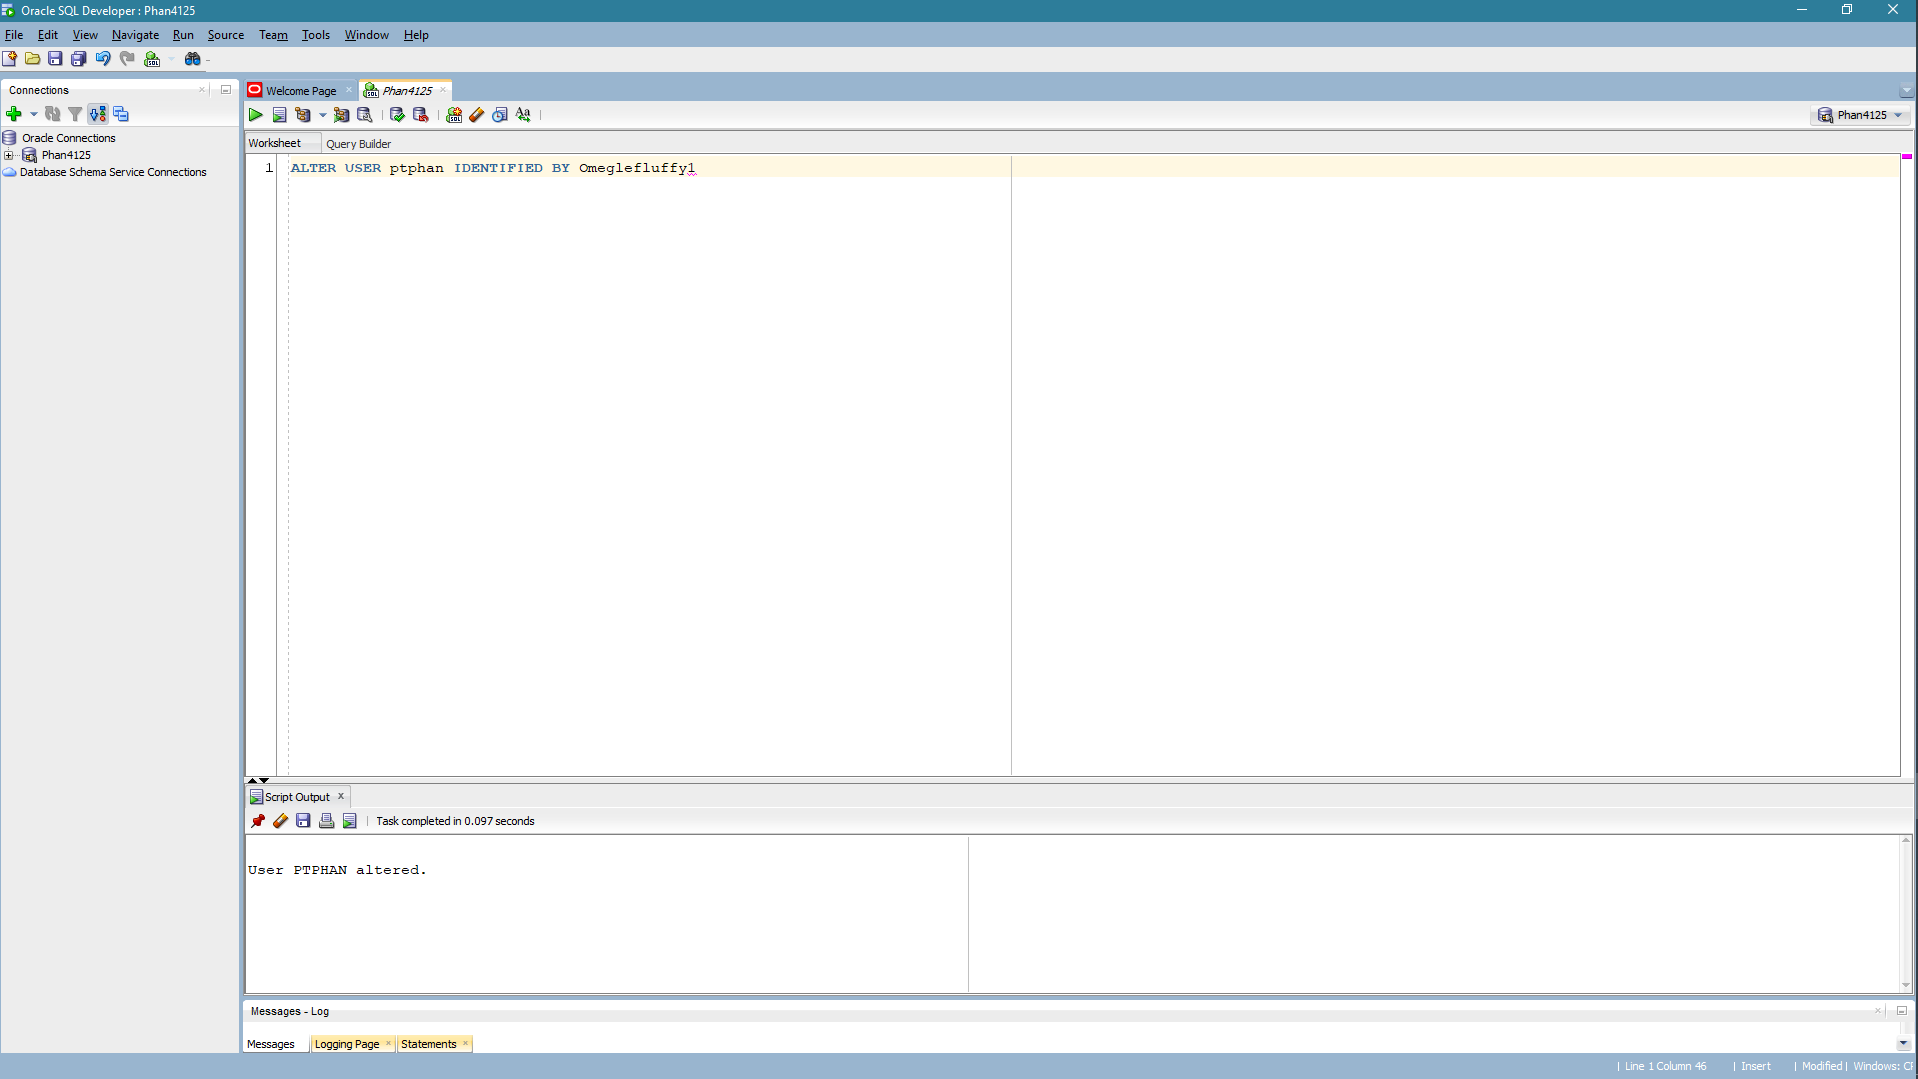 Oracle SQL Developer : Phan4125
File Edit View Navigate Run Source Team Tools Window Help
Connections
Welcome Page
Phan4125
Phan4125
Oracle Connections
Phan4125
Database Schema Service Connections
Worksheet
Query Builder
1 ALTER USER ptphan IDENTIFIED BY Omeglefluffy1
Script Output
Task completed in 0.097 seconds
User PTPHAN altered.
Messages - Log
Messages
Logging Page
Statements
| Line 1 Column 46 | Insert | Modified | Windows: CF